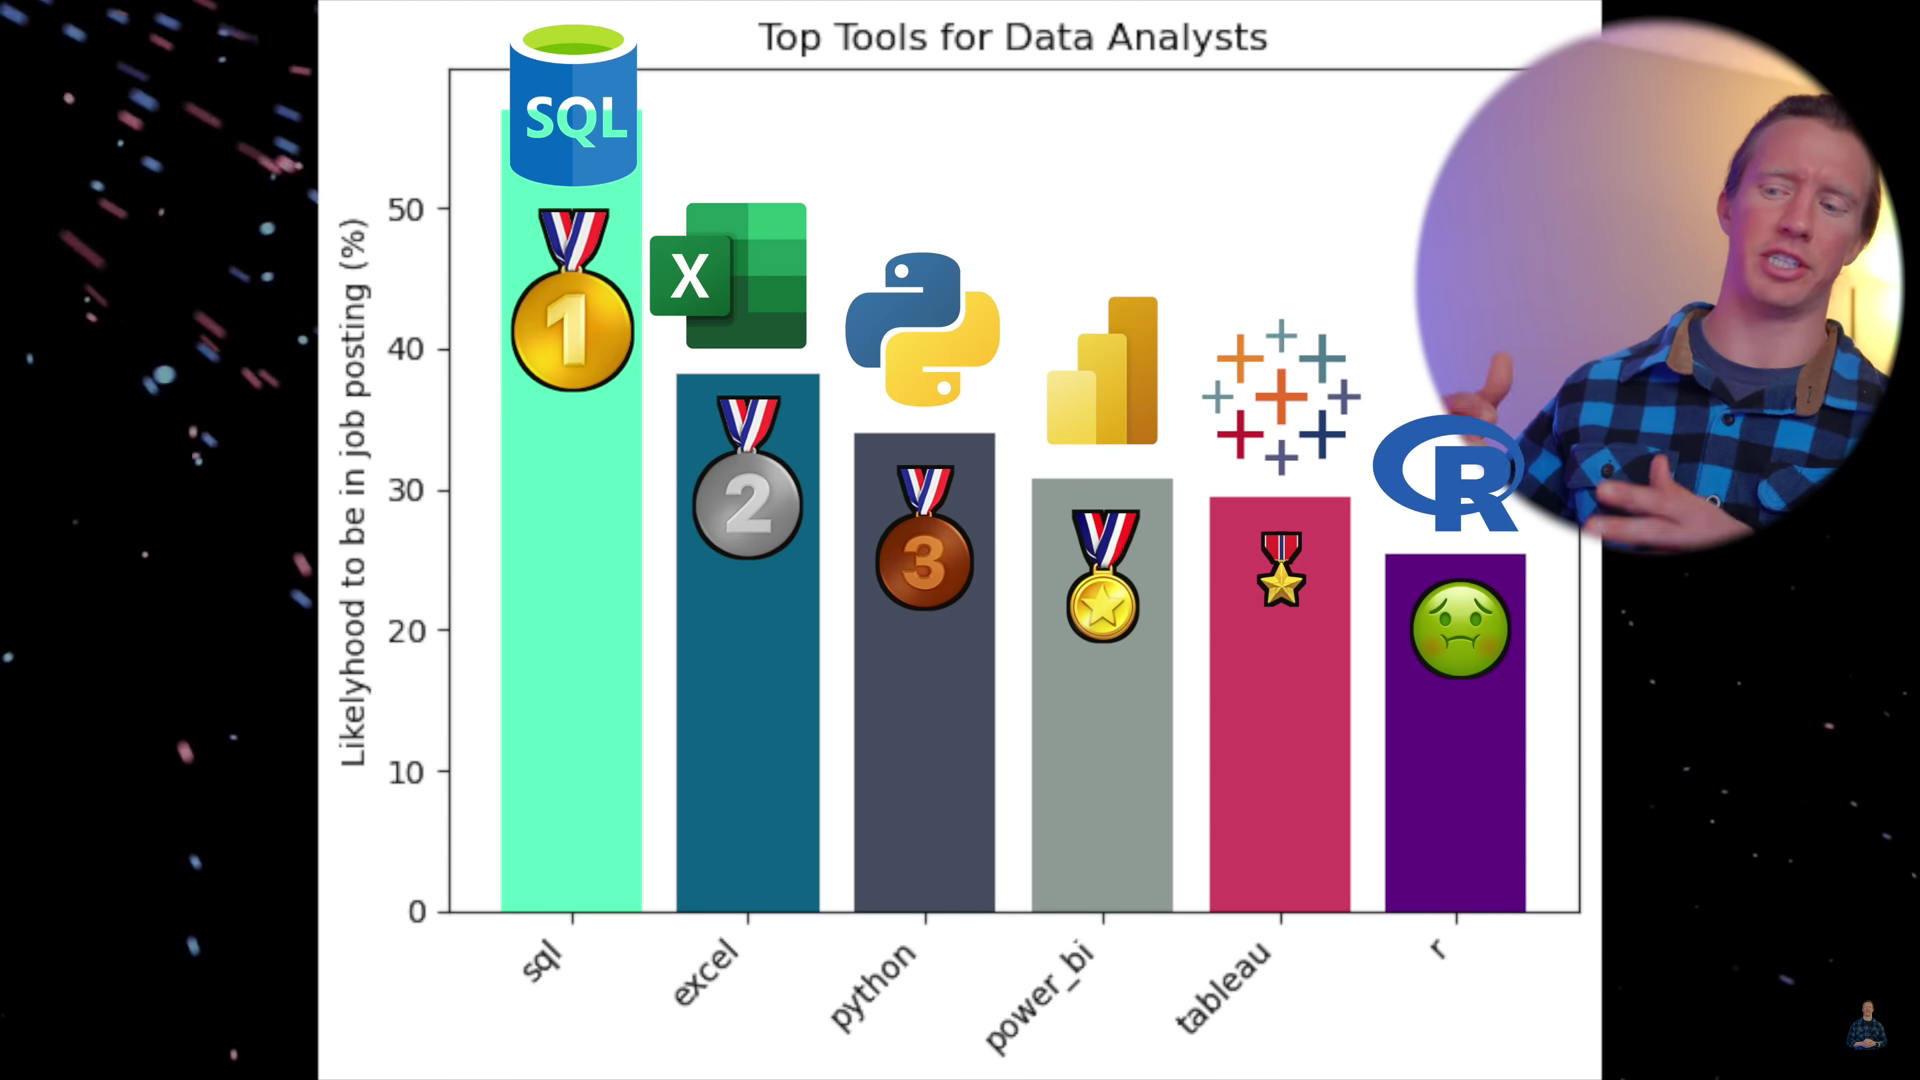 Top Tools for Data Analysts
SQL
50
40
30
20
10
0
Likelyhood to be in job posting (%)
1
X
2
3
R
sql
excel
python
power_bi
tableau
r